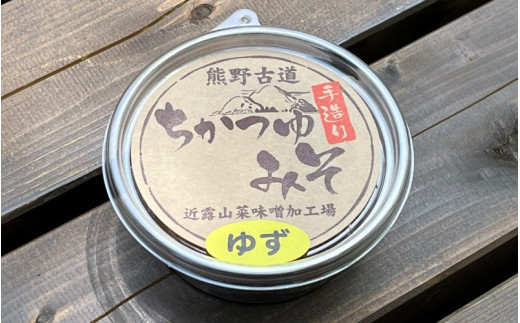 熊野古道
手造り
ちかつゆ
みそ
近露山菜味噌加工場
ゆず